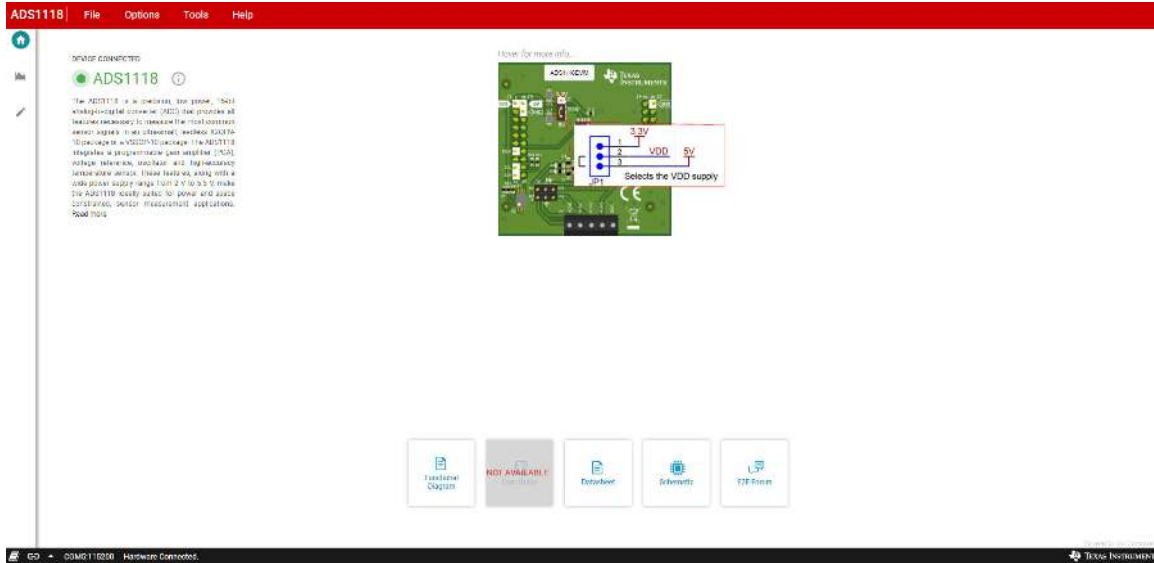 ADS1118 File Options Tools Help
Hover for more info...
DEVICE CONNECTED
ADS1118
The ADS1118 is a precision, low power, 16-bit
analog-to-digital converter (ADC) that provides all
features necessary to measure the most common
sensor signals in an ultra-small, leadless X2QFN-
10 package or a VSSOP-10 package. The ADS1118
integrates a programmable gain amplifier (PGA),
voltage reference, oscillator and high-accuracy
temperature sensor. These features, along with a
wide power supply range from 2 V to 5.5 V, make
the ADS1118 ideally suited for power and space
constrained, sensor measurement applications.
Read more
TEXAS
INSTRUMENTS
3.3V
1
2 VDD 5V
3
JP1 Selects the VDD supply
CE
Functional
Diagram
NOT AVAILABLE
Datasheet
Schematic
E2E Forum
Hardware Connected.
TEXAS INSTRUMENTS